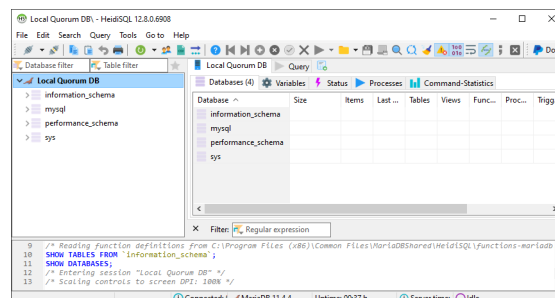 Local Quorum DB\ - HeidiSQL 12.8.0.6908
File Edit Search Query Tools Go to Help
Database filter Table filter
Local Quorum DB
information_schema
mysql
performance_schema
sys
Local Quorum DB Query
Databases (4) Variables Status Processes Command-Statistics
Database Size Items Last ... Tables Views Func... Proc... Trigg
information_schema
mysql
performance_schema
sys
Filter: Regular expression
9 /* Reading function definitions from C:\Program Files (x86)\Common Files\MariaDBShared\HeidiSQL\functions-mariadb
10 SHOW TABLES FROM `information_schema`;
11 SHOW DATABASES;
12 /* Entering session "Local Quorum DB" */
13 /* Scaling controls to screen DPI: 100% */